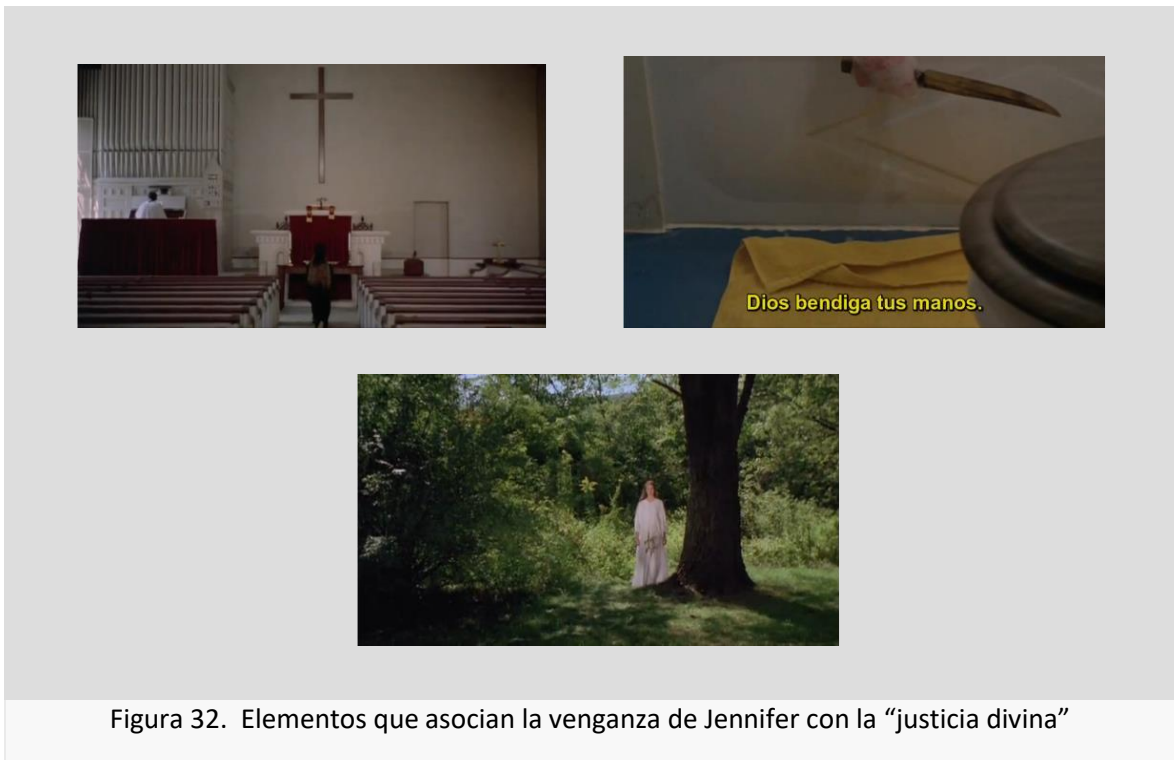 Dios bendiga tus manos.
Figura 32. Elementos que asocian la venganza de Jennifer con la “justicia divina”